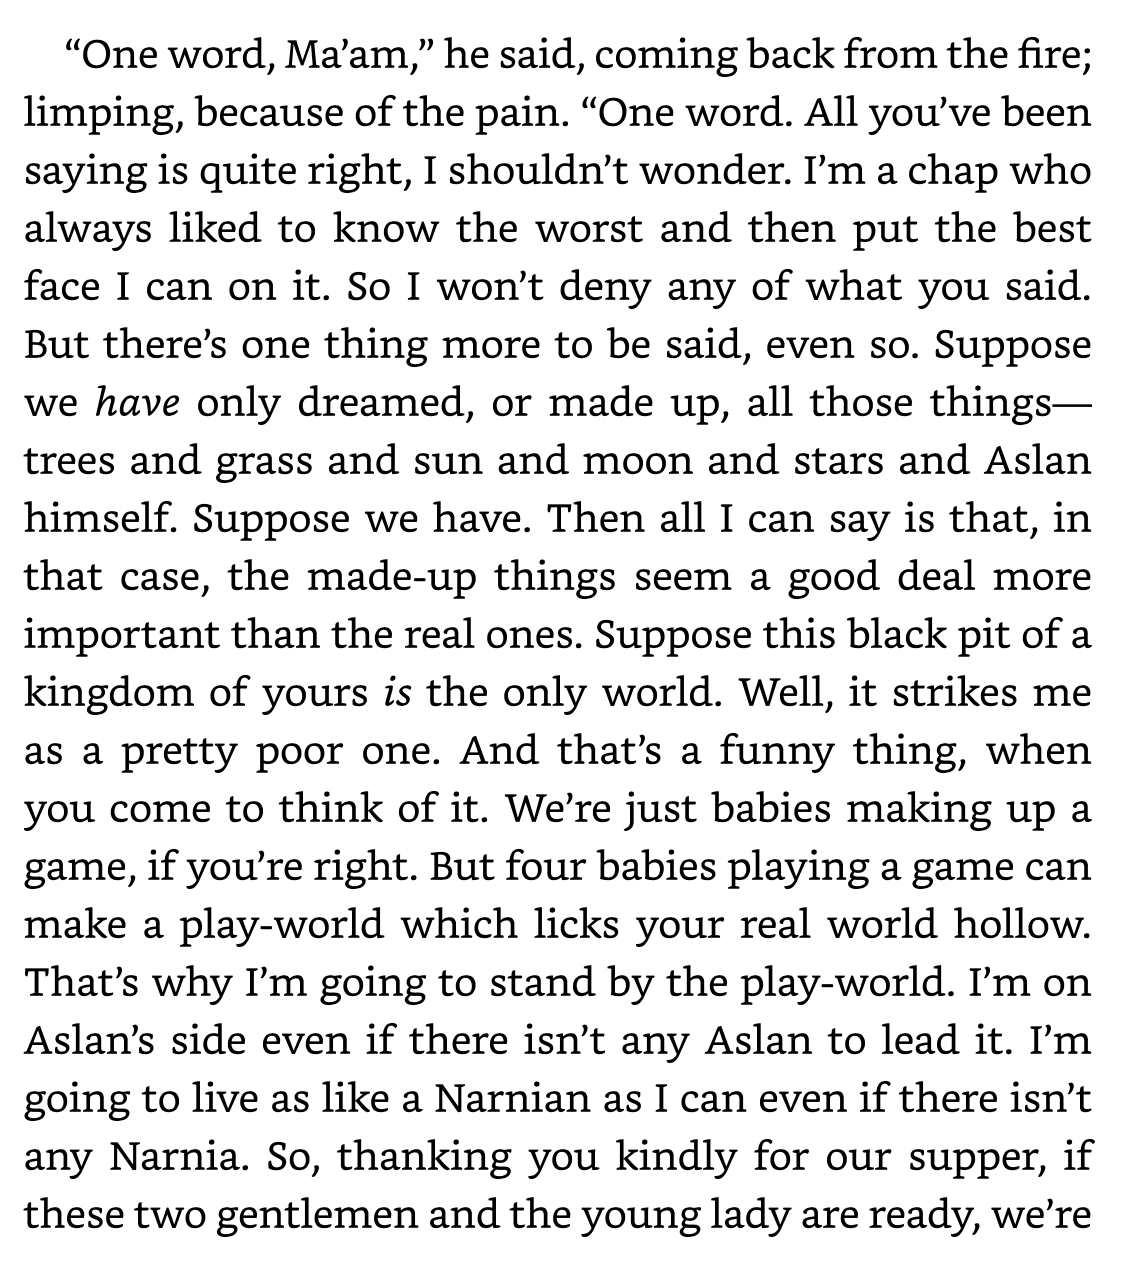 “One word, Ma’am,” he said, coming back from the fire;
limping, because of the pain. “One word. All you’ve been
saying is quite right, I shouldn’t wonder. I’m a chap who
always liked to know the worst and then put the best
face I can on it. So I won’t deny any of what you said.
But there’s one thing more to be said, even so. Suppose
we have only dreamed, or made up, all those things—
trees and grass and sun and moon and stars and Aslan
himself. Suppose we have. Then all I can say is that, in
that case, the made-up things seem a good deal more
important than the real ones. Suppose this black pit of a
kingdom of yours is the only world. Well, it strikes me
as a pretty poor one. And that’s a funny thing, when
you come to think of it. We’re just babies making up a
game, if you’re right. But four babies playing a game can
make a play-world which licks your real world hollow.
That’s why I’m going to stand by the play-world. I’m on
Aslan’s side even if there isn’t any Aslan to lead it. I’m
going to live as like a Narnian as I can even if there isn’t
any Narnia. So, thanking you kindly for our supper, if
these two gentlemen and the young lady are ready, we’re